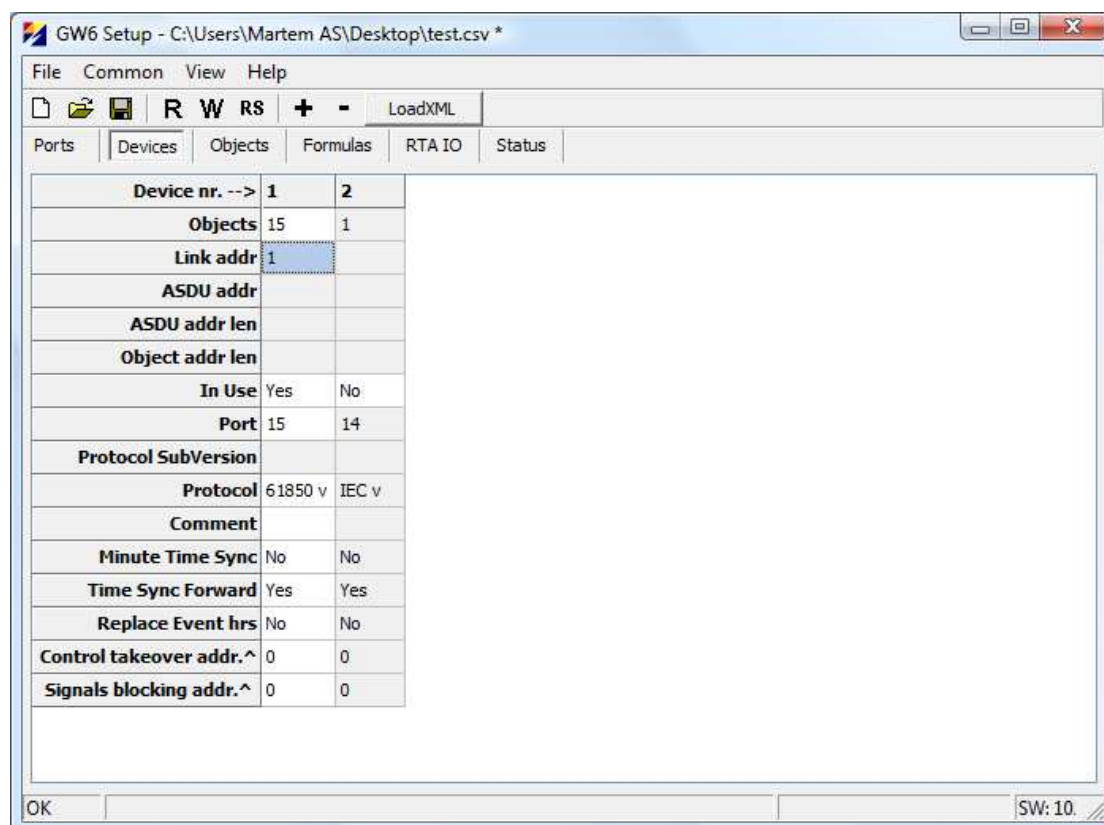 GW6 Setup - C:\Users\Martem AS\Desktop\test.csv *
File Common View Help
R W RS + - LoadXML
Ports Devices Objects Formulas RTA IO Status
Device nr. --> 1 2
Objects 15 1
Link addr 1
ASDU addr
ASDU addr len
Object addr len
In Use Yes No
Port 15 14
Protocol SubVersion
Protocol 61850 v IEC v
Comment
Minute Time Sync No No
Time Sync Forward Yes Yes
Replace Event hrs No No
Control takeover addr.^ 0 0
Signals blocking addr.^ 0 0
OK SW: 10.